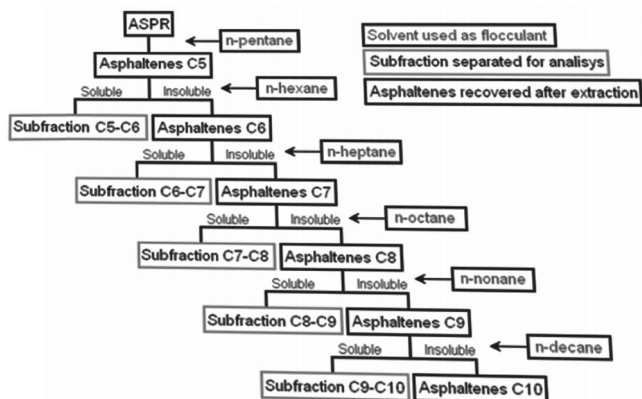 ASPR
n-pentane
Solvent used as flocculant
Subfraction separated for analisys
Asphaltenes recovered after extraction
Asphaltenes C5
Soluble Insoluble
n-hexane
Subfraction C5-C6
Asphaltenes C6
Soluble Insoluble
n-heptane
Subfraction C6-C7
Asphaltenes C7
Soluble Insoluble
n-octane
Subfraction C7-C8
Asphaltenes C8
Soluble Insoluble
n-nonane
Subfraction C8-C9
Asphaltenes C9
Soluble Insoluble
n-decane
Subfraction C9-C10
Asphaltenes C10